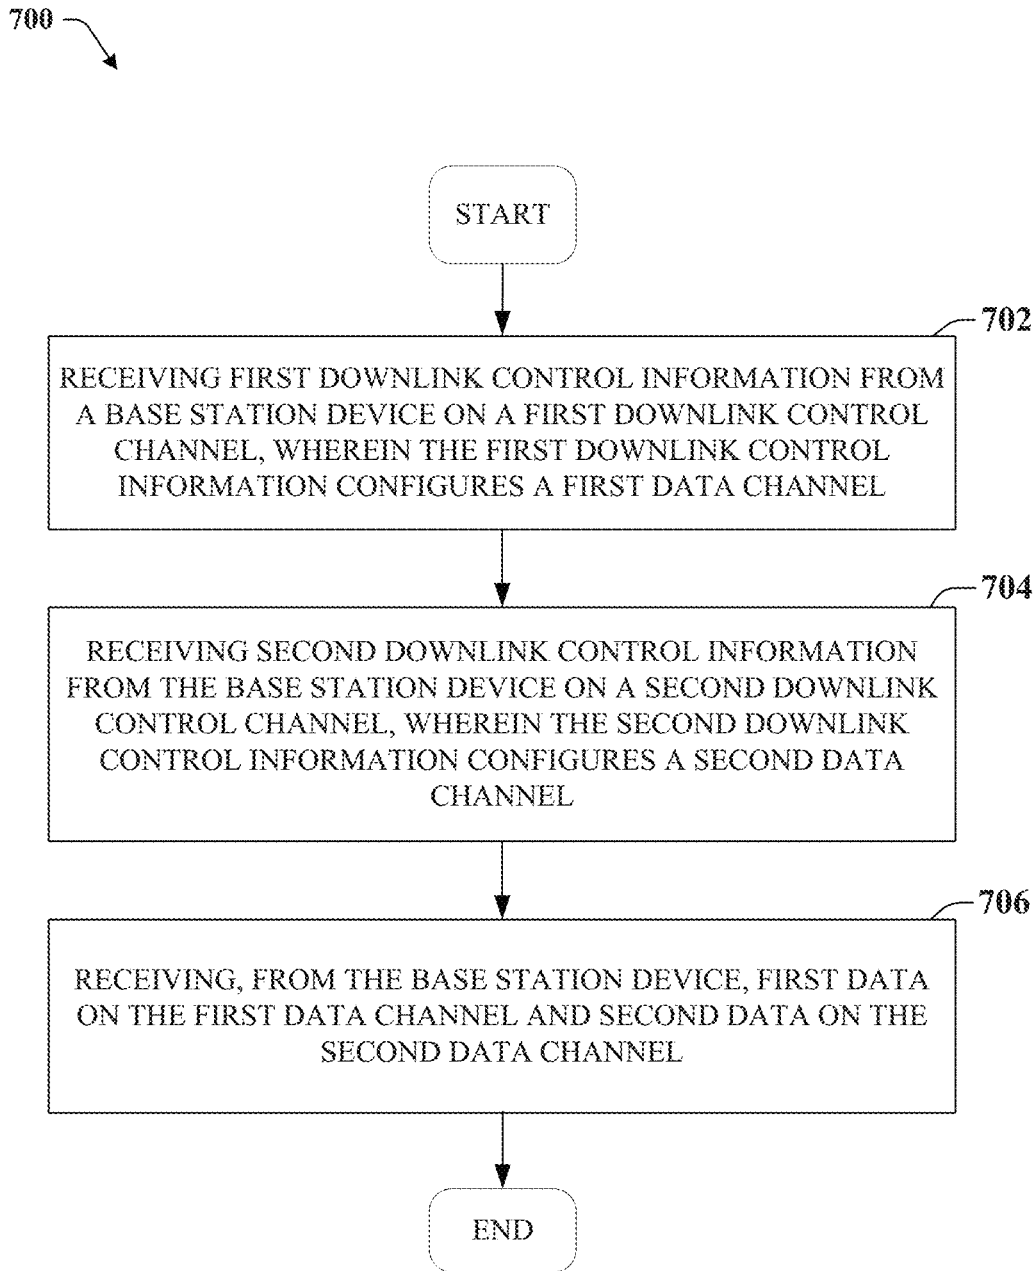 700
START
702
RECEIVING FIRST DOWNLINK CONTROL INFORMATION FROM
A BASE STATION DEVICE ON A FIRST DOWNLINK CONTROL
CHANNEL, WHEREIN THE FIRST DOWNLINK CONTROL
INFORMATION CONFIGURES A FIRST DATA CHANNEL
704
RECEIVING SECOND DOWNLINK CONTROL INFORMATION
FROM THE BASE STATION DEVICE ON A SECOND DOWNLINK
CONTROL CHANNEL, WHEREIN THE SECOND DOWNLINK
CONTROL INFORMATION CONFIGURES A SECOND DATA
CHANNEL
706
RECEIVING, FROM THE BASE STATION DEVICE, FIRST DATA
ON THE FIRST DATA CHANNEL AND SECOND DATA ON THE
SECOND DATA CHANNEL
END